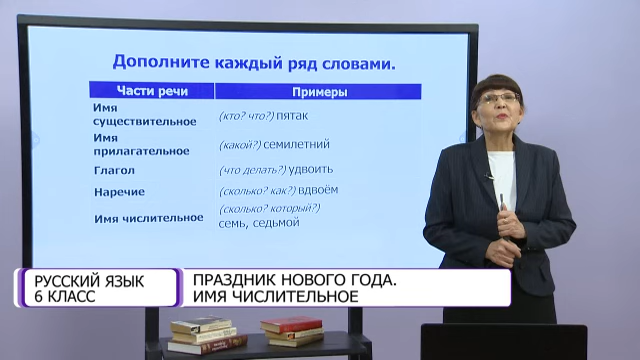 Дополните каждый ряд словами.
Части речи Примеры
Имя
существительное (кто? что?) пятак
Имя
прилагательное (какой?) семилетний
Глагол (что делать?) удвоить
Наречие (сколько? как?) вдвоём
Имя числительное (сколько? который?)
семь, седьмой
РУССКИЙ ЯЗЫК
6 КЛАСС
ПРАЗДНИК НОВОГО ГОДА.
ИМЯ ЧИСЛИТЕЛЬНОЕ